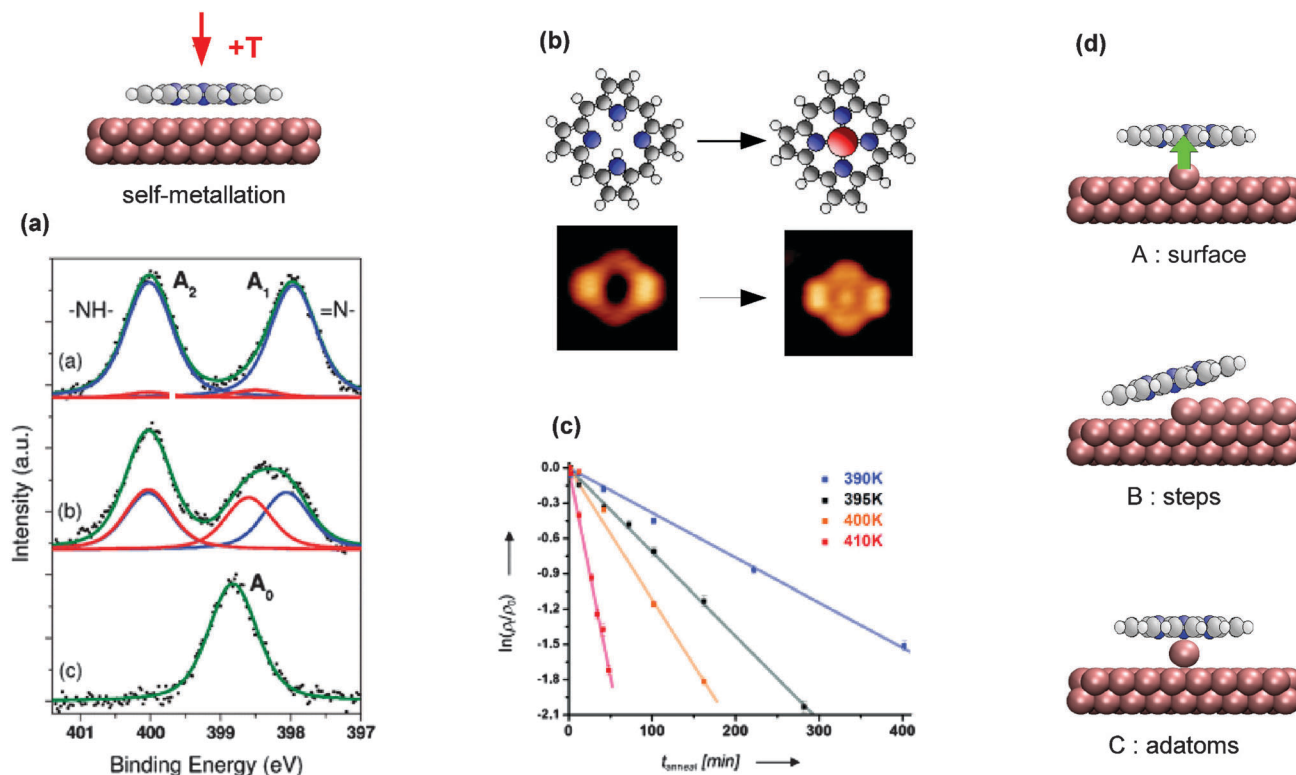 +T
self-metallation
(a)
A2
A1
-NH-
=N-
(a)
(b)
A0
(c)
Intensity (a.u.)
401 400 399 398 397
Binding Energy (eV)
(b)
(c)
390K
395K
400K
410K
0.0
-0.3
-0.6
-0.9
-1.2
-1.5
-1.8
-2.1
ln(ρt/ρ0)
0 100 200 300 400
tanneal [min]
(d)
A : surface
B : steps
C : adatoms